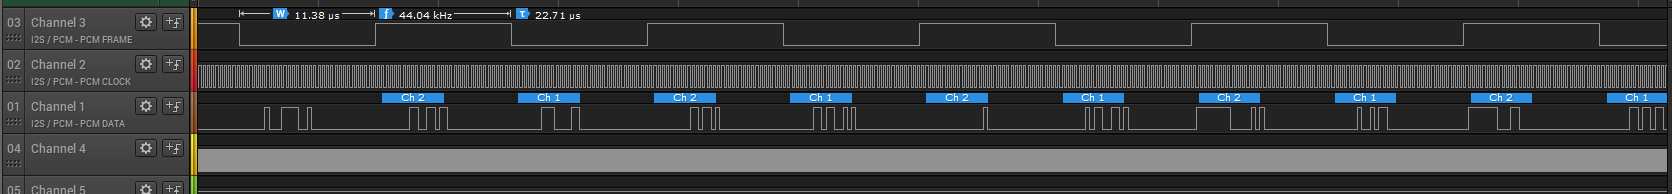 03 Channel 3
I2S / PCM - PCM FRAME
W 11.38 µs f 44.04 kHz τ 22.71 µs
02 Channel 2
I2S / PCM - PCM CLOCK
Ch 2 Ch 1 Ch 2 Ch 1 Ch 2 Ch 1 Ch 2 Ch 1 Ch 2 Ch 1
01 Channel 1
I2S / PCM - PCM DATA
04 Channel 4
05 Channel 5